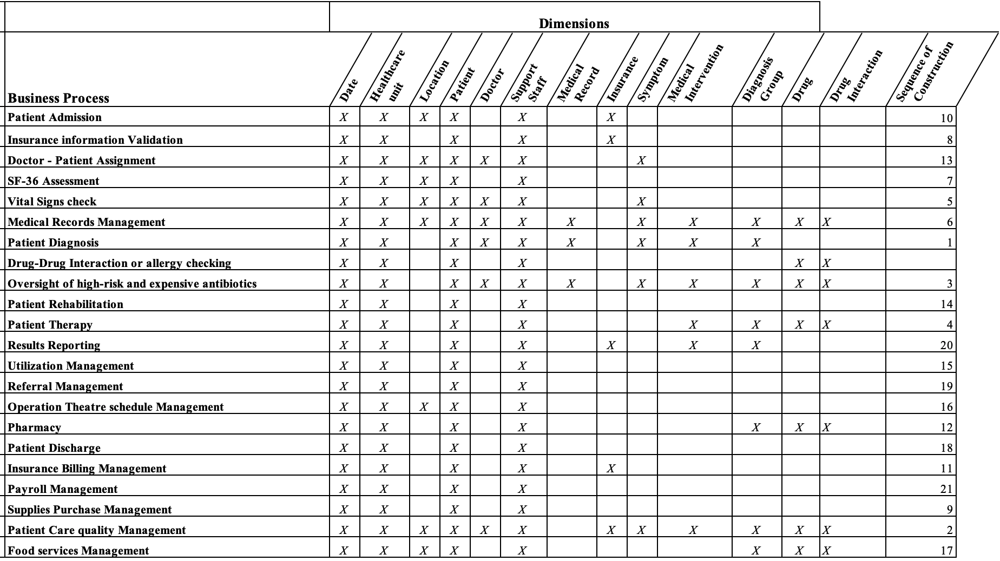 Dimensions
Business Process Date Healthcare unit Location Patient Doctor Support Staff Medical Record Insurance Symptom Medical Intervention Diagnosis Group Drug Drug Interaction Sequence of Construction
Patient Admission X X X X X X 10
Insurance information Validation X X X X X 8
Doctor - Patient Assignment X X X X X X X 13
SF-36 Assessment X X X X X 7
Vital Signs check X X X X X X X 5
Medical Records Management X X X X X X X X X X X X 6
Patient Diagnosis X X X X X X X X X 1
Drug-Drug Interaction or allergy checking X X X X X X
Oversight of high-risk and expensive antibiotics X X X X X X X X X X X 3
Patient Rehabilitation X X X X 14
Patient Therapy X X X X X X X X 4
Results Reporting X X X X X X X 20
Utilization Management X X X X 15
Referral Management X X X X 19
Operation Theatre schedule Management X X X X X 16
Pharmacy X X X X X X X 12
Patient Discharge X X X X 18
Insurance Billing Management X X X X X 11
Payroll Management X X X X 21
Supplies Purchase Management X X X X 9
Patient Care quality Management X X X X X X X X X X X X 2
Food services Management X X X X X X X X 17